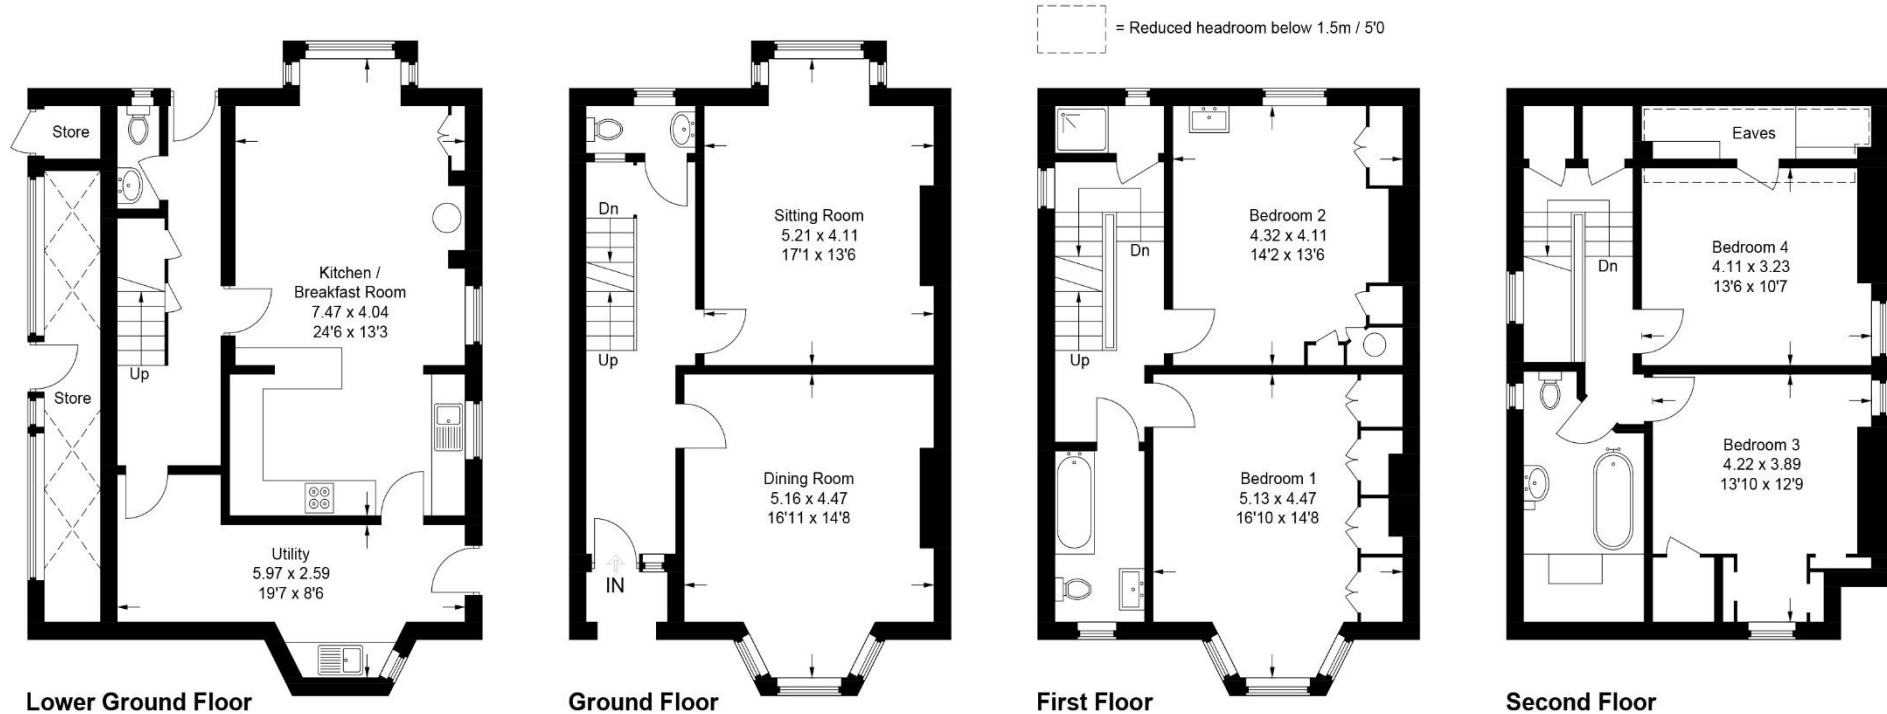 = Reduced headroom below 1.5m / 5'0
Store
Kitchen /
Breakfast Room
7.47 x 4.04
24'6 x 13'3
Up
Store
Utility
5.97 x 2.59
19'7 x 8'6
Lower Ground Floor
Dn
Sitting Room
5.21 x 4.11
17'1 x 13'6
Up
Dining Room
5.16 x 4.47
16'11 x 14'8
IN
Ground Floor
Bedroom 2
4.32 x 4.11
14'2 x 13'6
Dn
Up
Bedroom 1
5.13 x 4.47
16'10 x 14'8
First Floor
Eaves
Bedroom 4
4.11 x 3.23
13'6 x 10'7
Dn
Bedroom 3
4.22 x 3.89
13'10 x 12'9
Second Floor